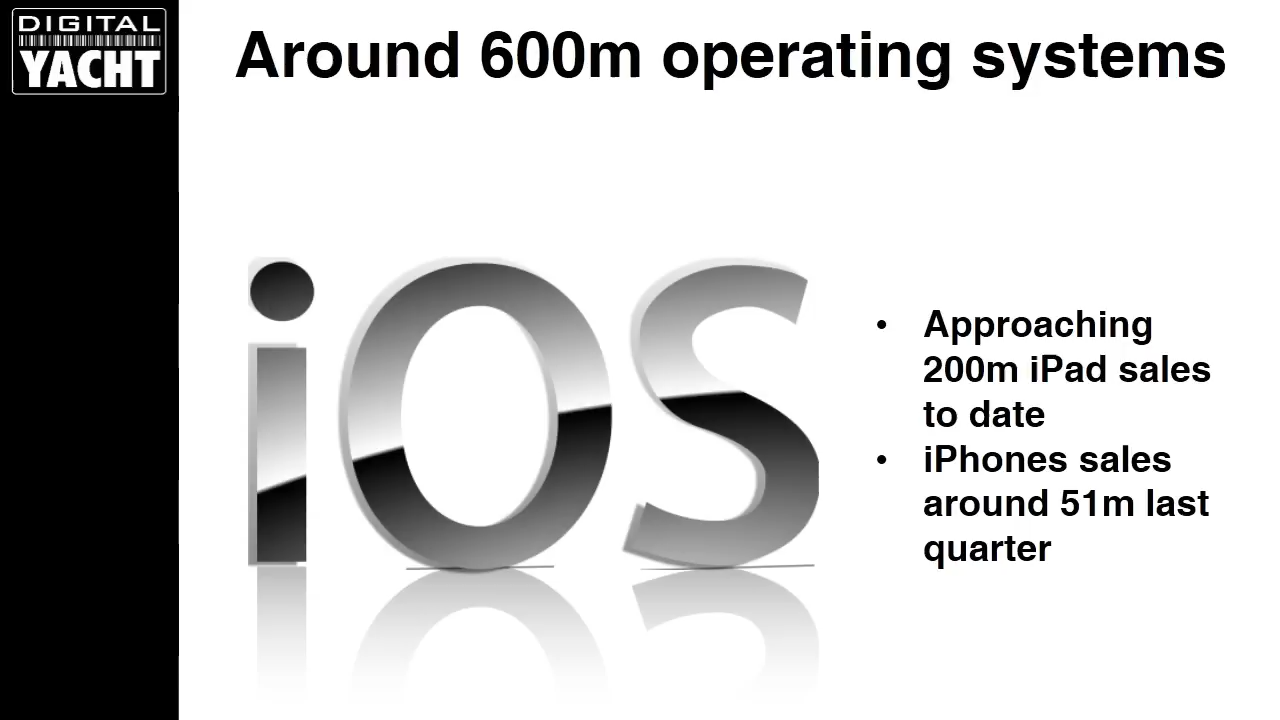 DIGITAL
YACHT
Around 600m operating systems
iOS
• Approaching
200m iPad sales
to date
• iPhones sales
around 51m last
quarter